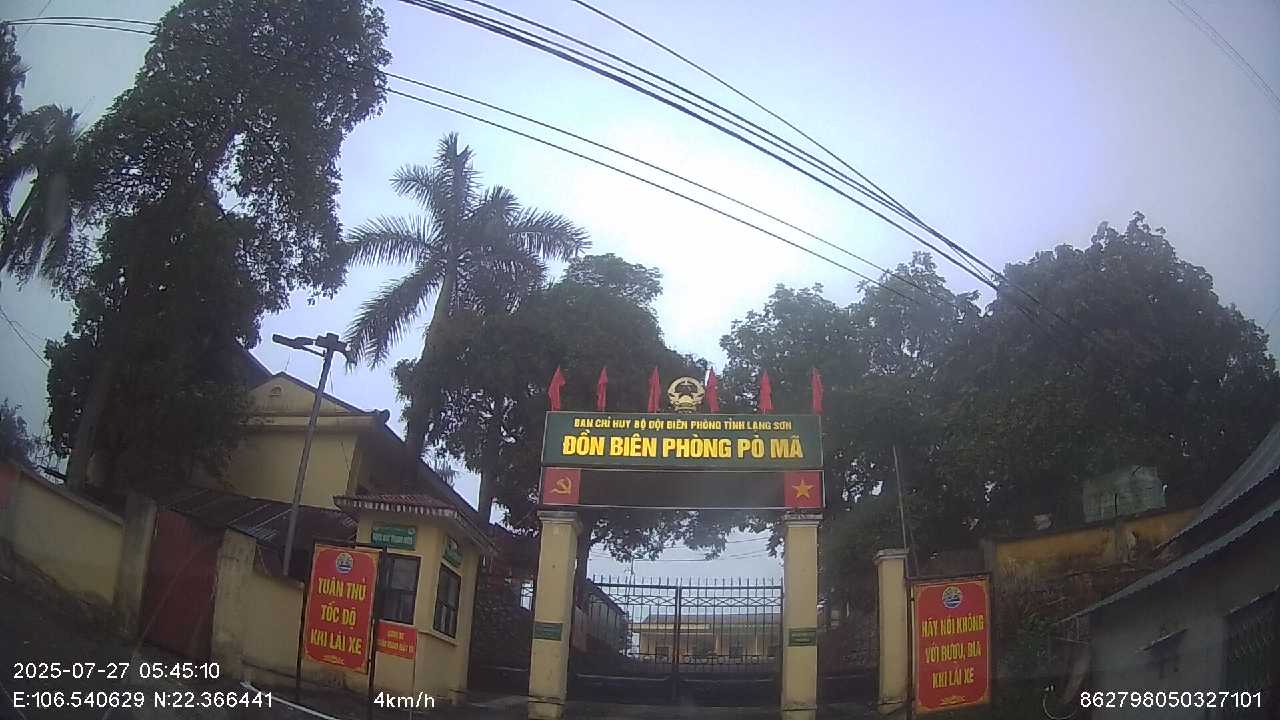 BAN CHỈ HUY BỘ ĐỘI BIÊN PHÒNG TỈNH LẠNG SƠN
ĐỒN BIÊN PHÒNG PÒ MÃ
TUÂN THỦ
TỐC ĐỘ
KHI LÁI XE
HÃY NÓI KHÔNG
VỚI RƯỢU, BIA
KHI LÁI XE
2025-07-27 05:45:10
E:106.540629 N:22.366441
4km/h
862798050327101